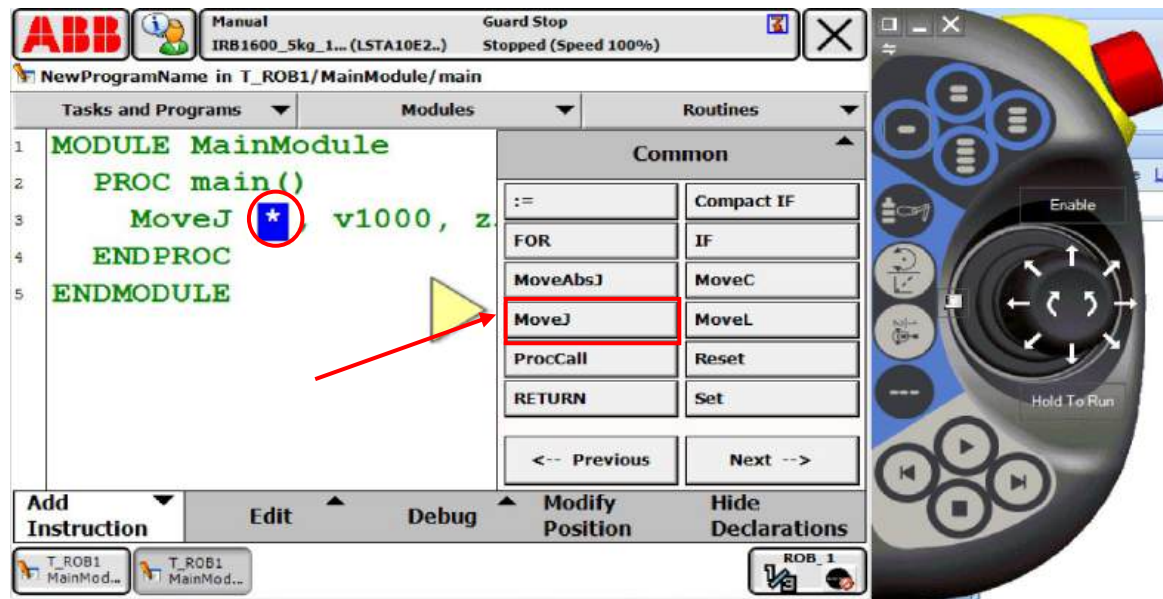 ABB
Manual
IRB1600_5kg_1... (LSTA10E2..)
Guard Stop
Stopped (Speed 100%)
NewProgramName in T_ROB1/MainModule/main
Tasks and Programs Modules Routines
1 MODULE MainModule
2 PROC main()
3 MoveJ *, v1000, z
4 ENDPROC
5 ENDMODULE
Common
:= Compact IF
FOR IF
MoveAbsJ MoveC
MoveJ MoveL
ProcCall Reset
RETURN Set
<-- Previous Next -->
Add
Instruction
Edit
Debug
Modify
Position
Hide
Declarations
T_ROB1
MainMod...
T_ROB1
MainMod...
ROB_1
1/3
Enable
Hold To Run